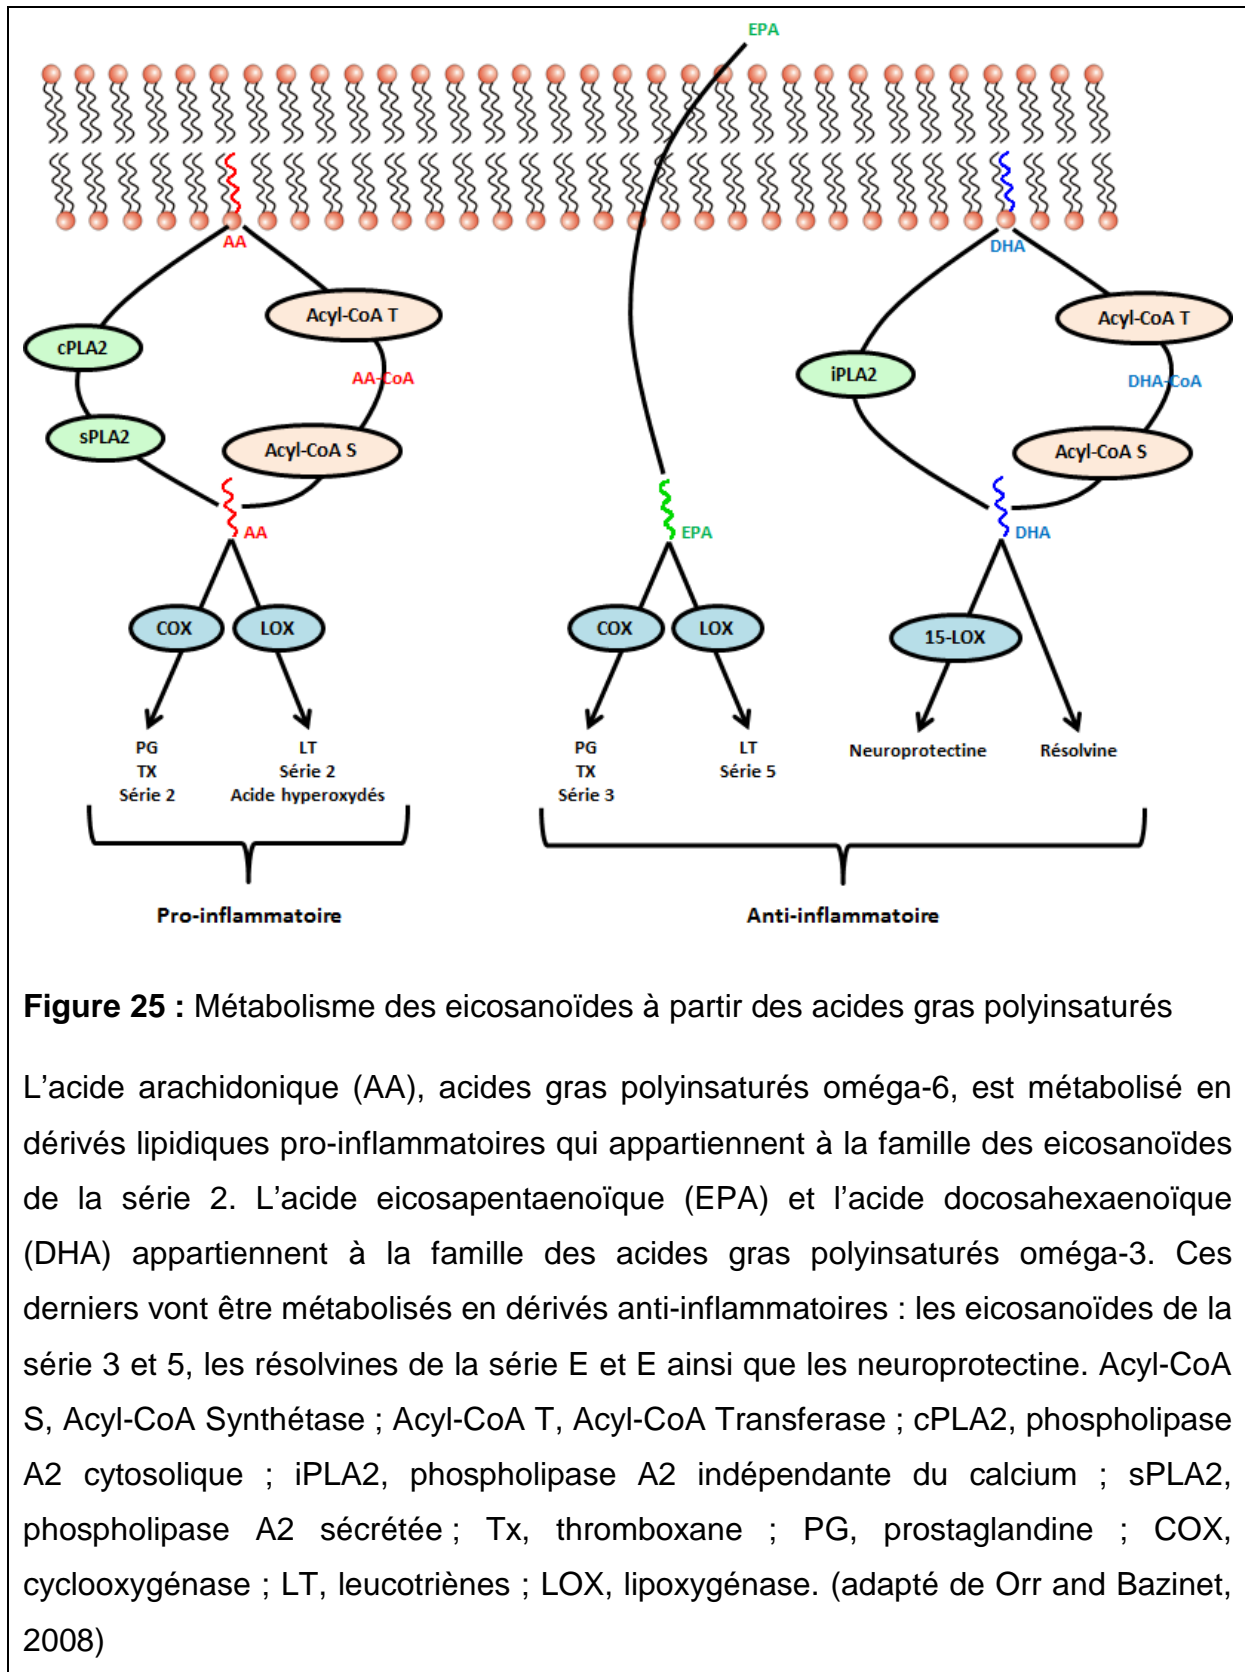 EPA
AA
DHA
cPLA2
Acyl-CoA T
AA-CoA
sPLA2
Acyl-CoA S
AA
iPLA2
Acyl-CoA T
DHA-CoA
Acyl-CoA S
EPA
DHA
COX
LOX
COX
LOX
15-LOX
PG
TX
Série 2
LT
Série 2
Acide hyperoxydés
PG
TX
Série 3
LT
Série 5
Neuroprotectine
Résolvine
Pro-inflammatoire
Anti-inflammatoire
Figure 25 : Métabolisme des eicosanoïdes à partir des acides gras polyinsaturés
L'acide arachidonique (AA), acides gras polyinsaturés oméga-6, est métabolisé en
dérivés lipidiques pro-inflammatoires qui appartiennent à la famille des eicosanoïdes
de la série 2. L'acide eicosapentaenoïque (EPA) et l'acide docosahexaenoïque
(DHA) appartiennent à la famille des acides gras polyinsaturés oméga-3. Ces
derniers vont être métabolisés en dérivés anti-inflammatoires : les eicosanoïdes de la
série 3 et 5, les résolvines de la série E et E ainsi que les neuroprotectine. Acyl-CoA
S, Acyl-CoA Synthétase ; Acyl-CoA T, Acyl-CoA Transferase ; cPLA2, phospholipase
A2 cytosolique ; iPLA2, phospholipase A2 indépendante du calcium ; sPLA2,
phospholipase A2 sécrétée ; Tx, thromboxane ; PG, prostaglandine ; COX,
cyclooxygénase ; LT, leucotriènes ; LOX, lipoxygénase. (adapté de Orr and Bazinet,
2008)